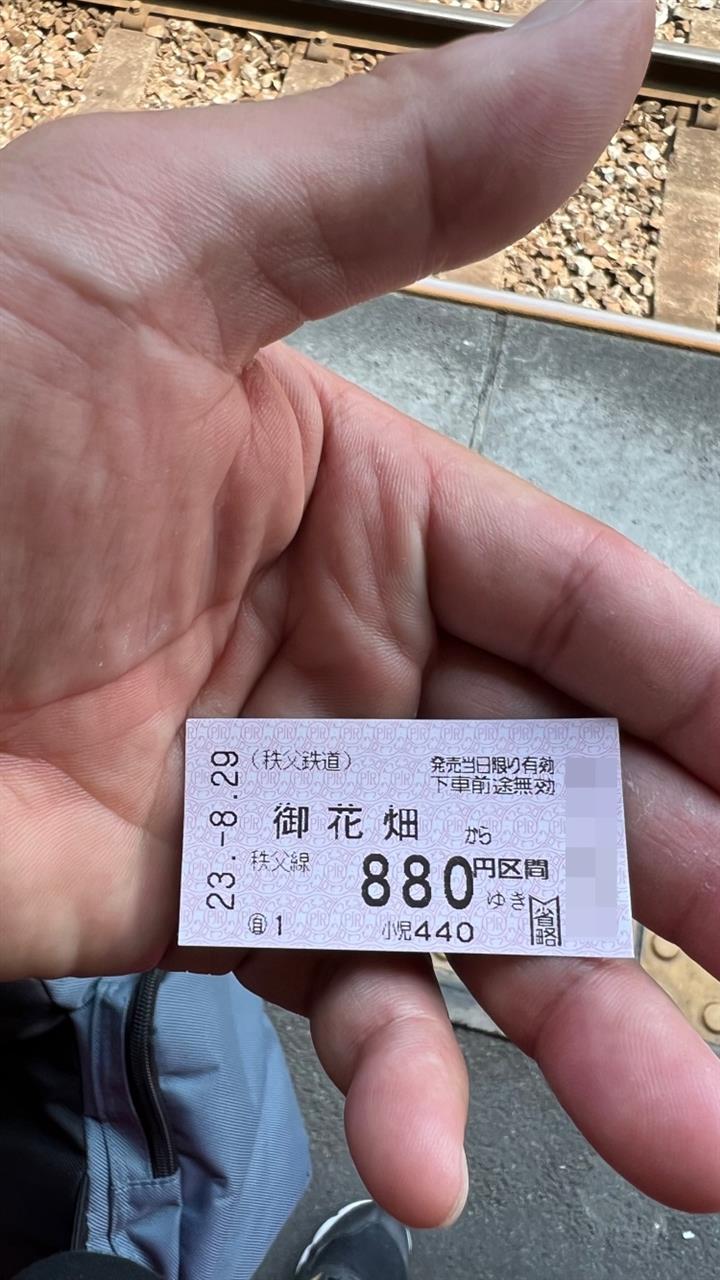 23.-8.29
(秩父鉄道)
発売当日限り有効
下車前途無効
御花畑 から
秩父線 880円区間
ゆき
㊂1 小児440
省略